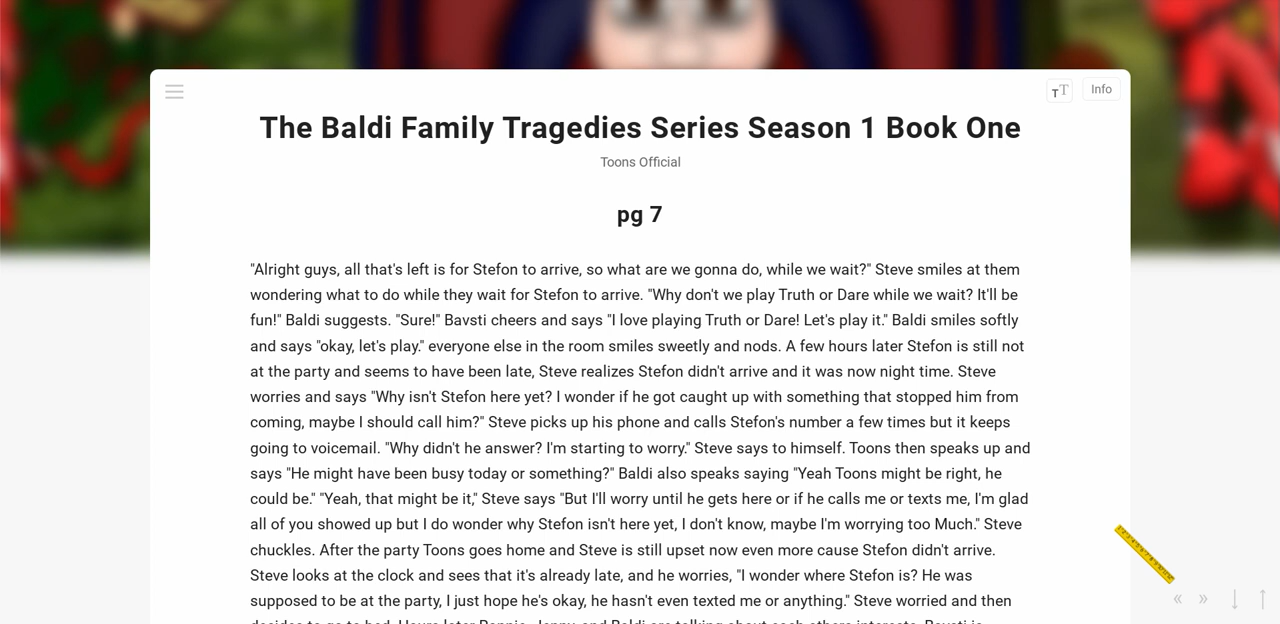 Info
The Baldi Family Tragedies Series Season 1 Book One
Toons Official
pg 7
"Alright guys, all that's left is for Stefon to arrive, so what are we gonna do, while we wait?" Steve smiles at them
wondering what to do while they wait for Stefon to arrive. "Why don't we play Truth or Dare while we wait? It'll be
fun!" Baldi suggests. "Sure!" Bavsti cheers and says "I love playing Truth or Dare! Let's play it." Baldi smiles softly
and says "okay, let's play." everyone else in the room smiles sweetly and nods. A few hours later Stefon is still not
at the party and seems to have been late, Steve realizes Stefon didn't arrive and it was now night time. Steve
worries and says "Why isn't Stefon here yet? I wonder if he got caught up with something that stopped him from
coming, maybe I should call him?" Steve picks up his phone and calls Stefon's number a few times but it keeps
going to voicemail. "Why didn't he answer? I'm starting to worry." Steve says to himself. Toons then speaks up and
says "He might have been busy today or something?" Baldi also speaks saying "Yeah Toons might be right, he
could be." "Yeah, that might be it," Steve says "But I'll worry until he gets here or if he calls me or texts me, I'm glad
all of you showed up but I do wonder why Stefon isn't here yet, I don't know, maybe I'm worrying too Much." Steve
chuckles. After the party Toons goes home and Steve is still upset now even more cause Stefon didn't arrive.
Steve looks at the clock and sees that it's already late, and he worries, "I wonder where Stefon is? He was
supposed to be at the party, I just hope he's okay, he hasn't even texted me or anything." Steve worried and then